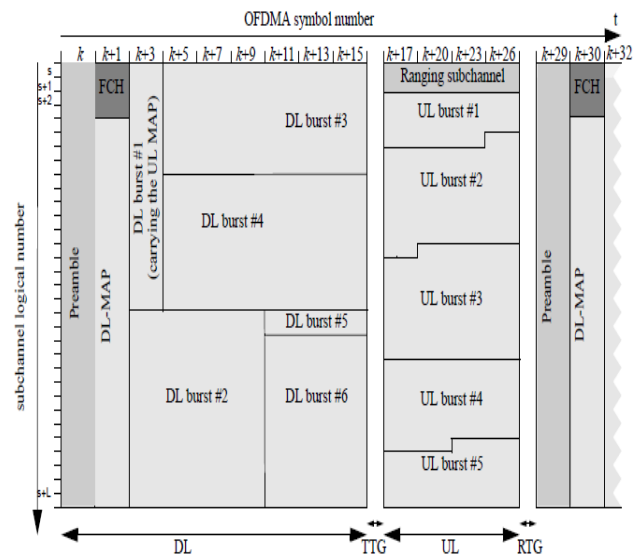 OFDMA symbol number
t
k
k+1
k+3
k+5
k+7
k+9
k+11
k+13
k+15
k+17
k+20
k+23
k+26
k+29
k+30
k+32
s
s+1
s+2
s+L
subchannel logical number
Preamble
FCH
DL-MAP
DL burst #1
(carrying the UL MAP)
DL burst #3
DL burst #4
DL burst #5
DL burst #2
DL burst #6
Ranging subchannel
UL burst #1
UL burst #2
UL burst #3
UL burst #4
UL burst #5
Preamble
FCH
DL-MAP
DL
TTG
UL
RTG